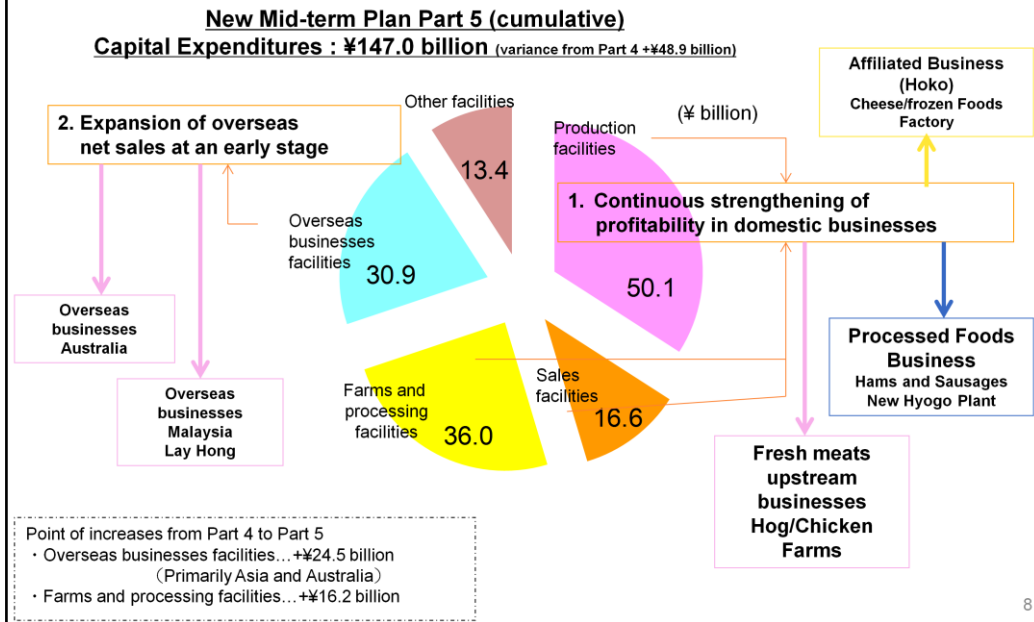 New Mid-term Plan Part 5 (cumulative)
Capital Expenditures : ¥147.0 billion (variance from Part 4 +¥48.9 billion)
Affiliated Business
(Hoko)
Cheese/frozen Foods
Factory
2. Expansion of overseas
net sales at an early stage
Other facilities
13.4
Production
facilities
50.1
(¥ billion)
1. Continuous strengthening of
profitability in domestic businesses
Overseas
businesses
facilities
30.9
Overseas
businesses
Australia
Overseas
businesses
Malaysia
Lay Hong
Farms and
processing
facilities
36.0
Sales
facilities
16.6
Processed Foods
Business
Hams and Sausages
New Hyogo Plant
Fresh meats
upstream
businesses
Hog/Chicken
Farms
Point of increases from Part 4 to Part 5
・Overseas businesses facilities…+¥24.5 billion
（Primarily Asia and Australia）
・Farms and processing facilities…+¥16.2 billion
8